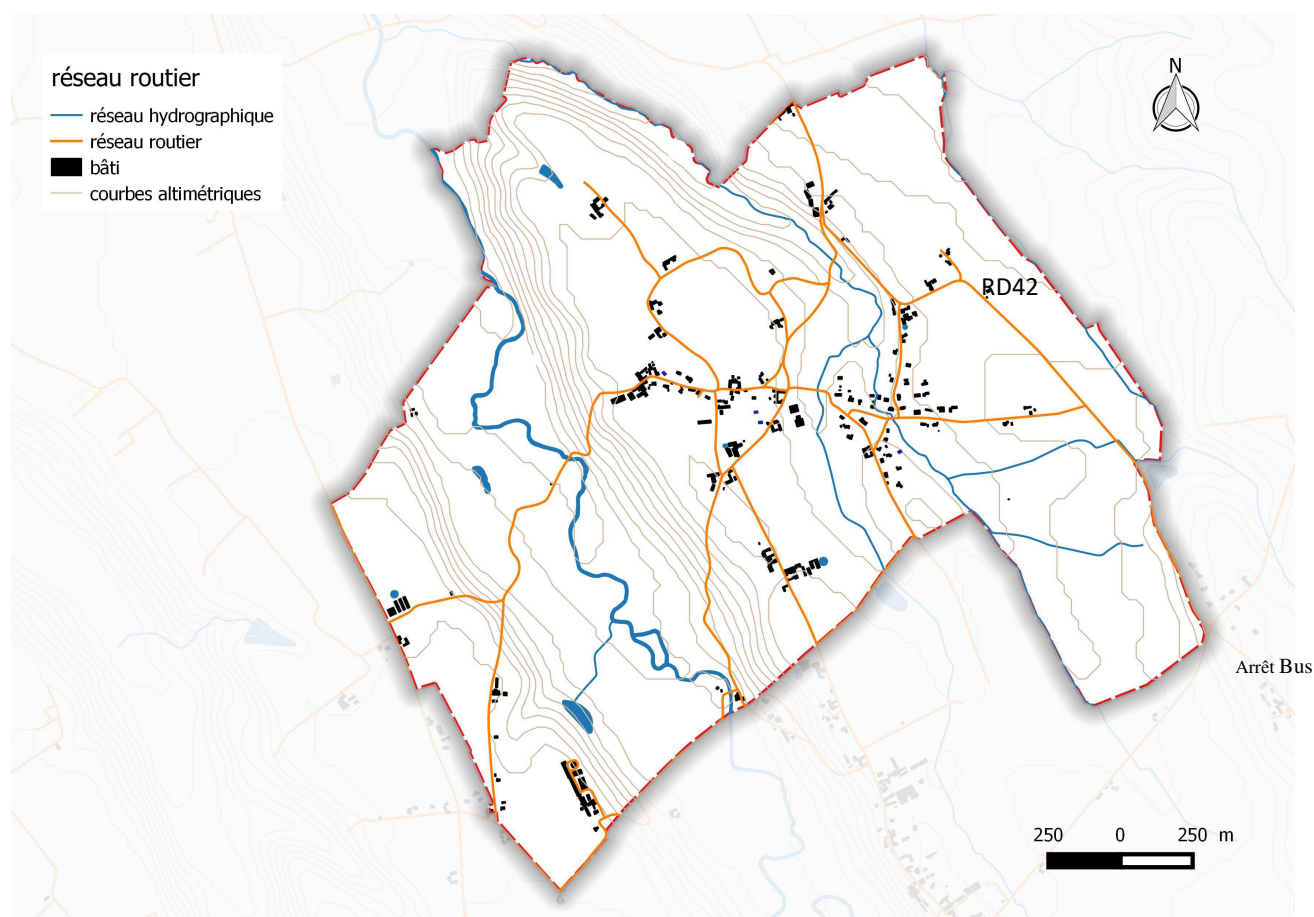 réseau routier
réseau hydrographique
réseau routier
bâti
courbes altimétriques
N
RD42
Arrêt Bus
250 0 250 m